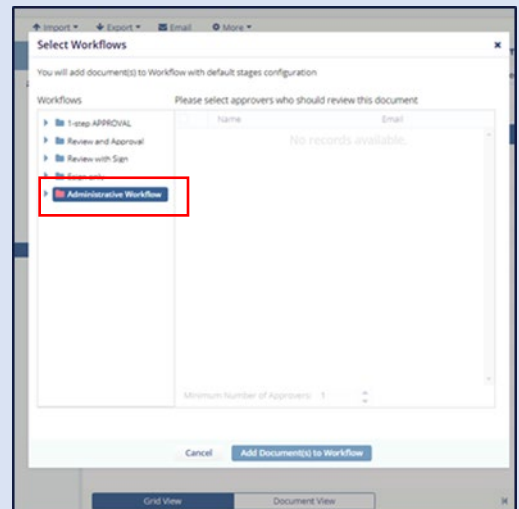 Import Export Email More
Select Workflows ×
You will add document(s) to Workflow with default stages configuration
Workflows Please select approvers who should review this document
1-step APPROVAL Name Email
Review and Approval No records available.
Review with Sign
Administrative Workflow
Minimum Number of Approvers: 1
Cancel Add Document(s) to Workflow
Grid View Document View